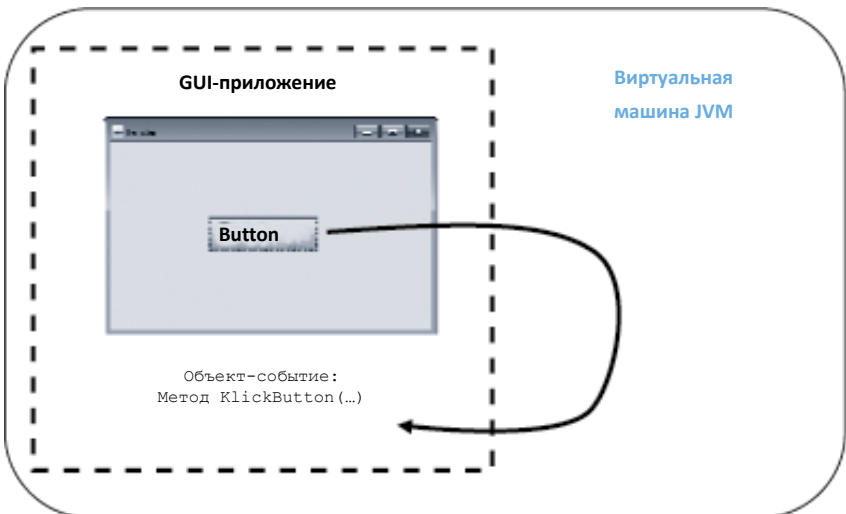 GUI-приложение
Виртуальная
машина JVM
Button
Объект-событие:
Метод KlickButton(…)